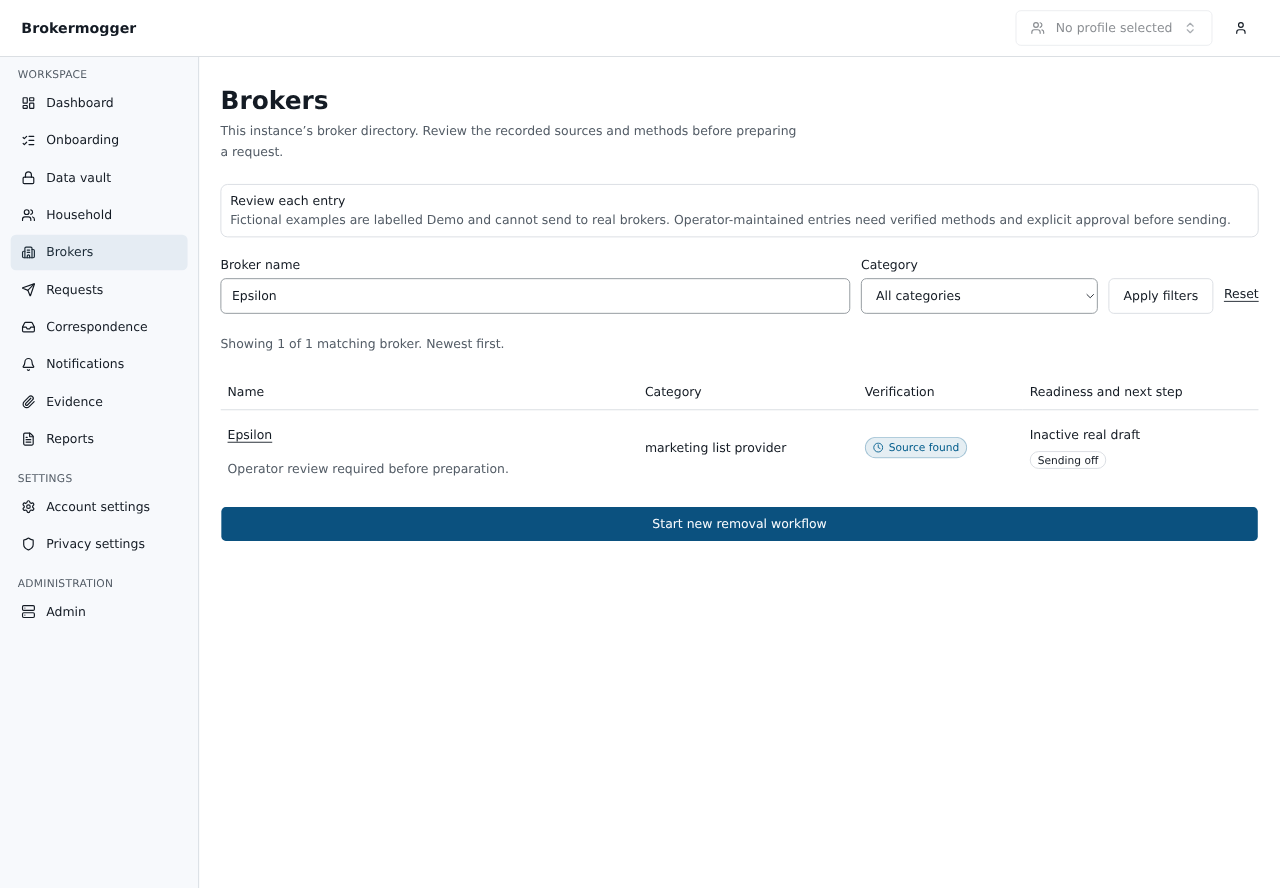 Brokermogger
No profile selected
WORKSPACE
Dashboard
Onboarding
Data vault
Household
Brokers
Requests
Correspondence
Notifications
Evidence
Reports
SETTINGS
Account settings
Privacy settings
ADMINISTRATION
Admin
Brokers
This instance’s broker directory. Review the recorded sources and methods before preparing
a request.
Review each entry
Fictional examples are labelled Demo and cannot send to real brokers. Operator-maintained entries need verified methods and explicit approval before sending.
Broker name
Category
Epsilon
All categories
Apply filters
Reset
Showing 1 of 1 matching broker. Newest first.
Name Category Verification Readiness and next step
Epsilon
Operator review required before preparation.
marketing list provider
Source found
Inactive real draft
Sending off
Start new removal workflow